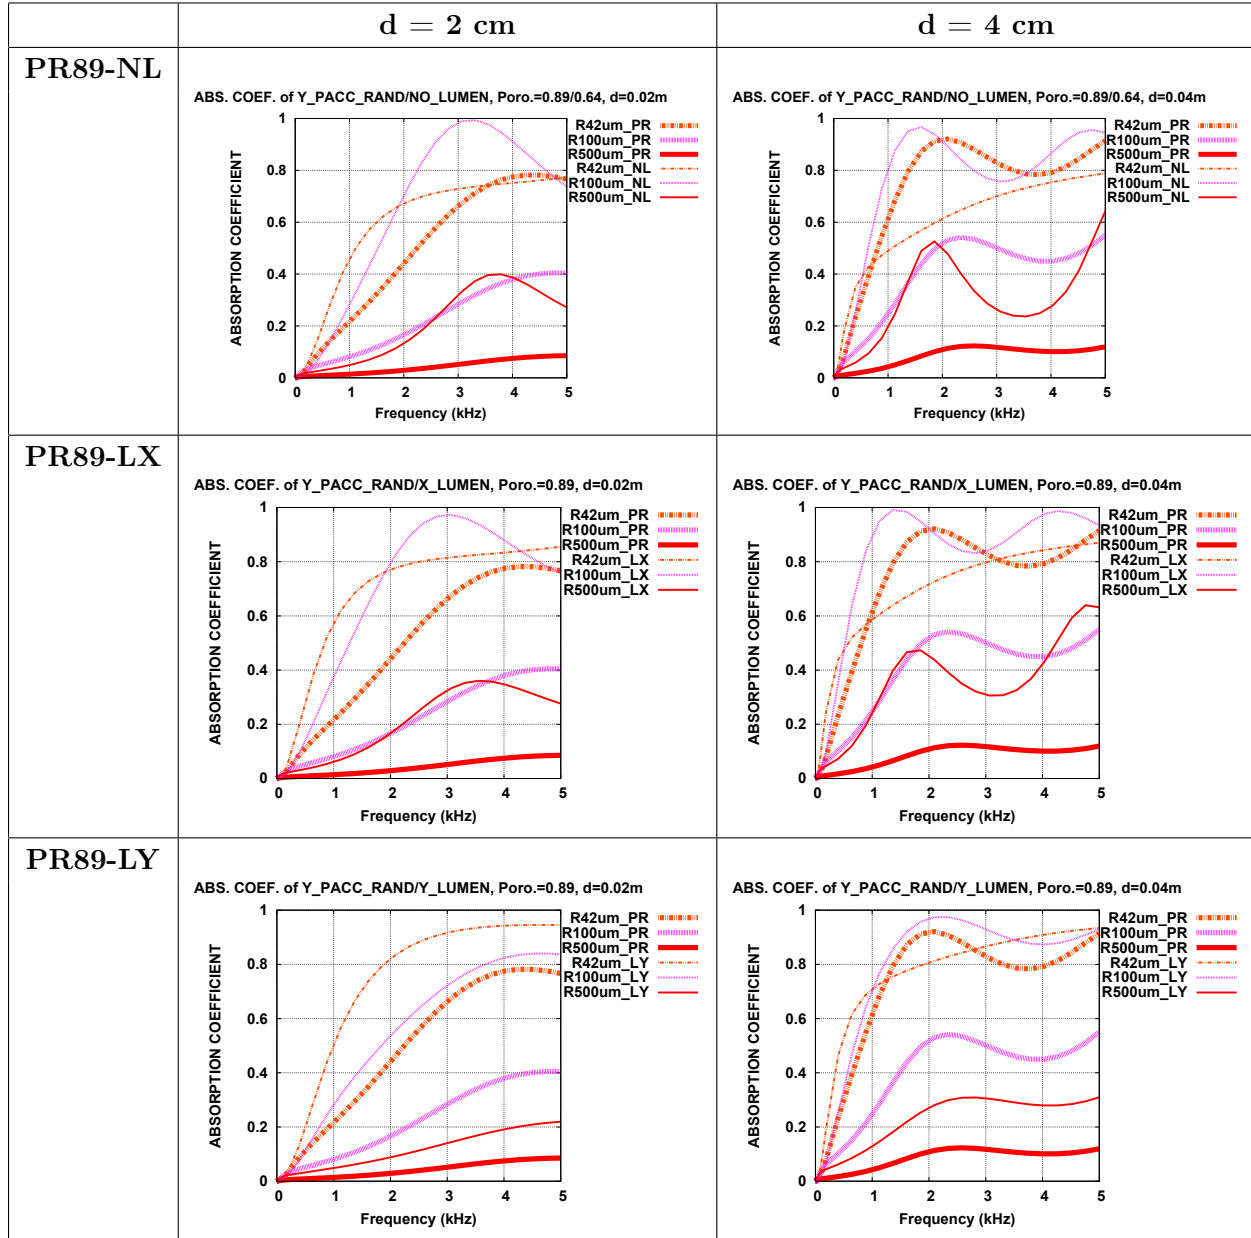 d = 2 cm
d = 4 cm
PR89-NL
ABS. COEF. of Y_PACC_RAND/NO_LUMEN, Poro.=0.89/0.64, d=0.02m
R42um_PR
R100um_PR
R500um_PR
R42um_NL
R100um_NL
R500um_NL
ABSORPTION COEFFICIENT
1
0.8
0.6
0.4
0.2
0
0 1 2 3 4 5
Frequency (kHz)
ABS. COEF. of Y_PACC_RAND/NO_LUMEN, Poro.=0.89/0.64, d=0.04m
R42um_PR
R100um_PR
R500um_PR
R42um_NL
R100um_NL
R500um_NL
ABSORPTION COEFFICIENT
1
0.8
0.6
0.4
0.2
0
0 1 2 3 4 5
Frequency (kHz)
PR89-LX
ABS. COEF. of Y_PACC_RAND/X_LUMEN, Poro.=0.89, d=0.02m
R42um_PR
R100um_PR
R500um_PR
R42um_LX
R100um_LX
R500um_LX
ABSORPTION COEFFICIENT
1
0.8
0.6
0.4
0.2
0
0 1 2 3 4 5
Frequency (kHz)
ABS. COEF. of Y_PACC_RAND/X_LUMEN, Poro.=0.89, d=0.04m
R42um_PR
R100um_PR
R500um_PR
R42um_LX
R100um_LX
R500um_LX
ABSORPTION COEFFICIENT
1
0.8
0.6
0.4
0.2
0
0 1 2 3 4 5
Frequency (kHz)
PR89-LY
ABS. COEF. of Y_PACC_RAND/Y_LUMEN, Poro.=0.89, d=0.02m
R42um_PR
R100um_PR
R500um_PR
R42um_LY
R100um_LY
R500um_LY
ABSORPTION COEFFICIENT
1
0.8
0.6
0.4
0.2
0
0 1 2 3 4 5
Frequency (kHz)
ABS. COEF. of Y_PACC_RAND/Y_LUMEN, Poro.=0.89, d=0.04m
R42um_PR
R100um_PR
R500um_PR
R42um_LY
R100um_LY
R500um_LY
ABSORPTION COEFFICIENT
1
0.8
0.6
0.4
0.2
0
0 1 2 3 4 5
Frequency (kHz)